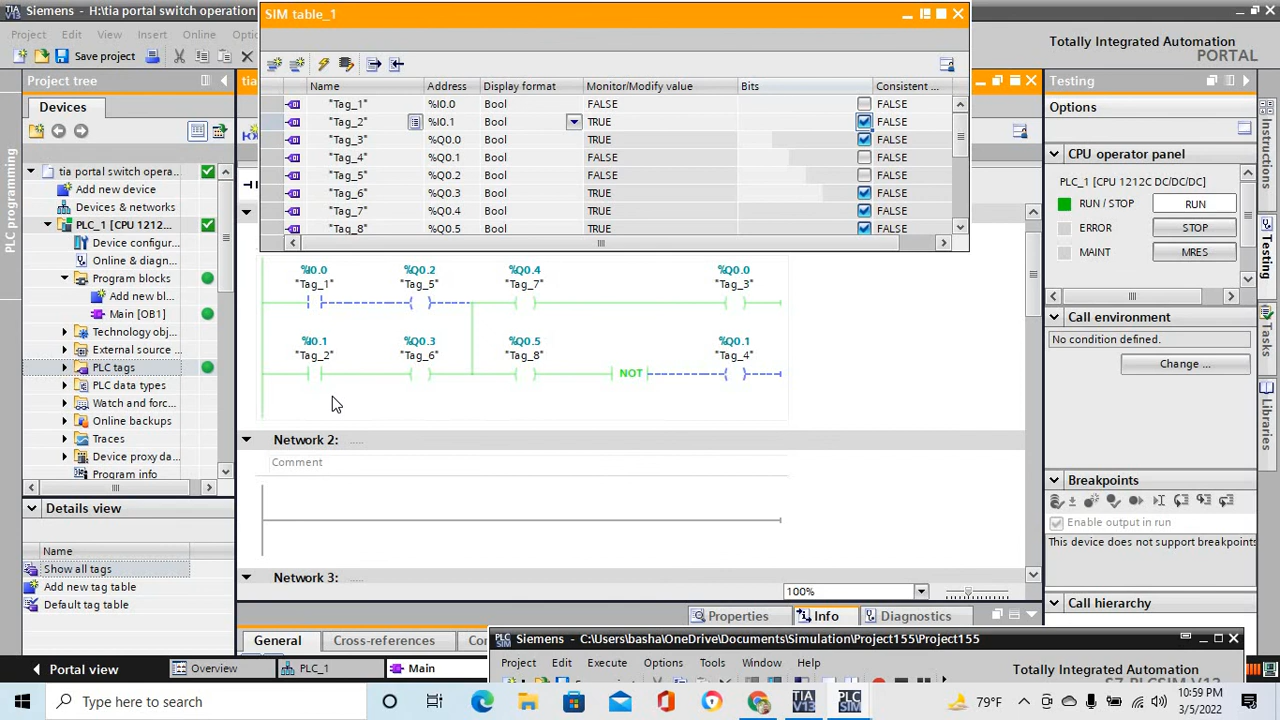 Siemens - H:\tia portal switch operation
SIM table_1
Project Edit View Insert Online
Totally Integrated Automation
PORTAL
Save project
Project tree
Testing
Devices
Options
Name Address Display format Monitor/Modify value Bits Consistent ...
"Tag_1" %I0.0 Bool FALSE FALSE
"Tag_2" %I0.1 Bool TRUE FALSE
"Tag_3" %Q0.0 Bool TRUE FALSE
"Tag_4" %Q0.1 Bool FALSE FALSE
"Tag_5" %Q0.2 Bool FALSE FALSE
"Tag_6" %Q0.3 Bool TRUE FALSE
"Tag_7" %Q0.4 Bool TRUE FALSE
"Tag_8" %Q0.5 Bool TRUE FALSE
PLC programming
tia portal switch opera...
Add new device
Devices & networks
PLC_1 [CPU 1212...
Device configur...
Online & diagn...
Program blocks
Add new bl...
Main [OB1]
Technology obj...
External source ...
PLC tags
PLC data types
Watch and forc...
Online backups
Traces
Device proxy da...
Program info
Details view
Name
Show all tags
Add new tag table
Default tag table
%I0.0 %Q0.2 %Q0.4 %Q0.0
"Tag_1" "Tag_5" "Tag_7" "Tag_3"
%I0.1 %Q0.3 %Q0.5 %Q0.1
"Tag_2" "Tag_6" "Tag_8" "Tag_4"
NOT
Network 2: .....
Comment
Network 3: .....
100%
CPU operator panel
PLC_1 [CPU 1212C DC/DC/DC]
RUN / STOP RUN
ERROR STOP
MAINT MRES
Call environment
No condition defined.
Change ...
Breakpoints
Enable output in run
This device does not support breakpoints
Call hierarchy
Instructions
Testing
Tasks
Libraries
Properties Info Diagnostics
General Cross-references
Siemens - C:\Users\basha\OneDrive\Documents\Simulation\Project155\Project155
Project Edit Execute Options Tools Window Help
Totally Integrated Automation
Portal view Overview PLC_1 Main
Type here to search
TIA V13
PLC SIM
79°F
10:59 PM
3/5/2022